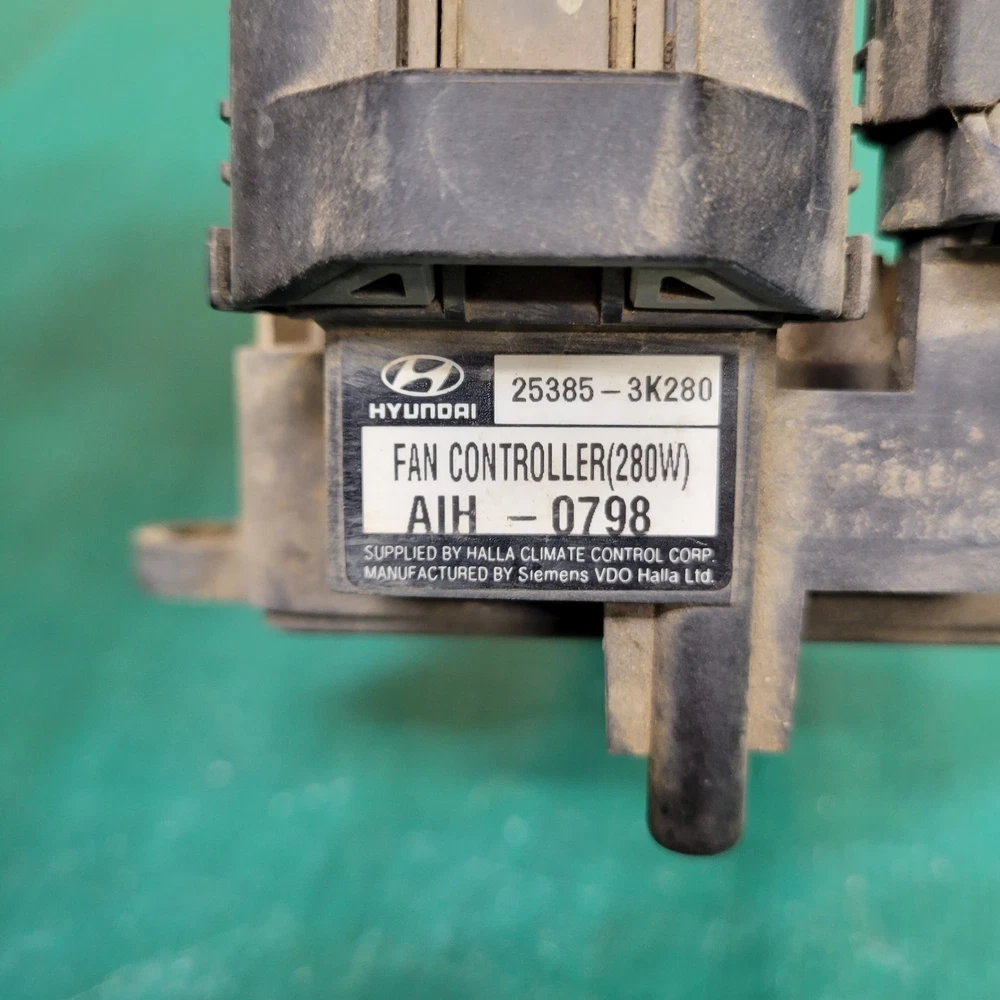 HYUNDAI
25385-3K280
FAN CONTROLLER(280W)
AIH - 0798
SUPPLIED BY HALLA CLIMATE CONTROL CORP.
MANUFACTURED BY Siemens VDO Halla Ltd.